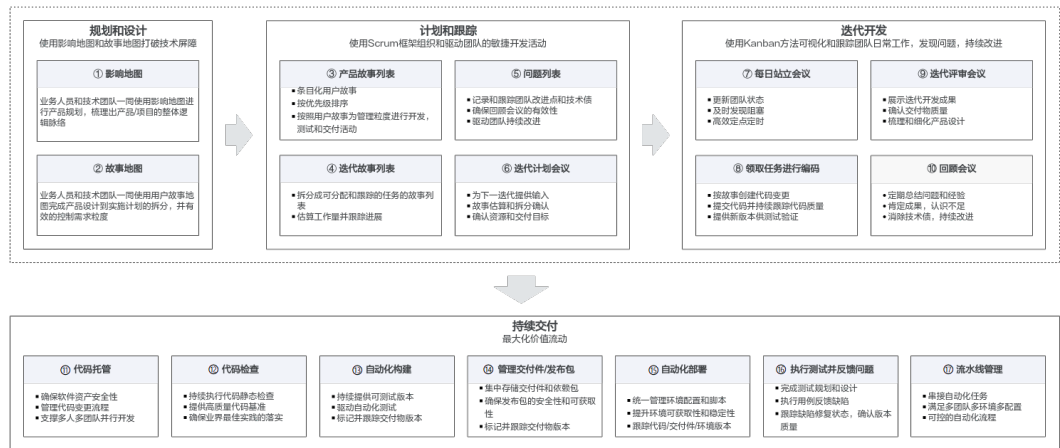 规划和设计
使用影响地图和故事地图打破技术屏障
① 影响地图
业务人员和技术团队一同使用影响地图进
行产品规划，梳理出产品/项目的整体逻
辑脉络
② 故事地图
业务人员和技术团队一同使用用户故事地
图完成产品设计到实施计划的拆分，并有
效的控制需求粒度
计划和跟踪
使用Scrum框架组织和驱动团队的敏捷开发活动
③ 产品故事列表
▪ 条目化用户故事
▪ 按优先级排序
▪ 按照用户故事为管理粒度进行开发，
测试和交付活动
⑤ 问题列表
▪ 记录和跟踪团队改进点和技术债
▪ 确保回顾会议的有效性
▪ 驱动团队持续改进
④ 迭代故事列表
▪ 拆分成可分配和跟踪的任务的故事列
表
▪ 估算工作量并跟踪进展
⑥ 迭代计划会议
▪ 为下一迭代提供输入
▪ 故事估算和拆分确认
▪ 确认资源和交付目标
迭代开发
使用Kanban方法可视化和跟踪团队日常工作，发现问题，持续改进
⑦ 每日站立会议
▪ 更新团队状态
▪ 及时发现阻塞
▪ 高效定点定时
⑨ 迭代评审会议
▪ 展示迭代开发成果
▪ 确认交付物质量
▪ 梳理和细化产品设计
⑧ 领取任务进行编码
▪ 按故事创建代码变更
▪ 提交代码并持续跟踪代码质量
▪ 提供新版本供测试验证
⑩ 回顾会议
▪ 定期总结问题和经验
▪ 肯定成果，认识不足
▪ 消除技术债，持续改进
持续交付
最大化价值流动
⑪ 代码托管
▪ 确保软件资产安全性
▪ 管理代码变更流程
▪ 支撑多人多团队并行开发
⑫ 代码检查
▪ 持续执行代码静态检查
▪ 提供高质量代码基准
▪ 确保业界最佳实践的落实
⑬ 自动化构建
▪ 持续提供可测试版本
▪ 驱动自动化测试
▪ 标记并跟踪交付物版本
⑭ 管理交付件/发布包
▪ 集中存储交付件和依赖包
▪ 确保发布包的安全性和可获取
性
▪ 标记并跟踪交付物版本
⑮ 自动化部署
▪ 统一管理环境配置和脚本
▪ 提升环境可获取性和稳定性
▪ 跟踪代码/交付件/环境版本
⑯ 执行测试并反馈问题
▪ 完成测试规划和设计
▪ 执行用例反馈缺陷
▪ 跟踪缺陷修复状态，确认版本
质量
⑰ 流水线管理
▪ 串接自动化任务
▪ 满足多团队多环境多配置
▪ 可控的自动化流程